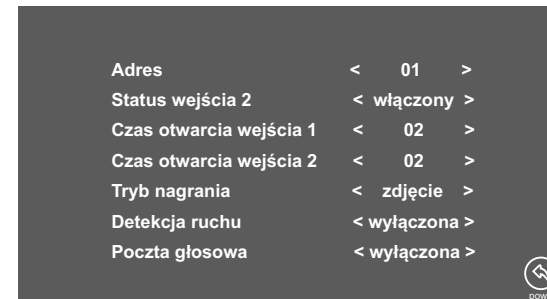 Adres < 01 >
Status wejścia 2 < włączony >
Czas otwarcia wejścia 1 < 02 >
Czas otwarcia wejścia 2 < 02 >
Tryb nagrania < zdjęcie >
Detekcja ruchu < wyłączona >
Poczta głosowa < wyłączona >